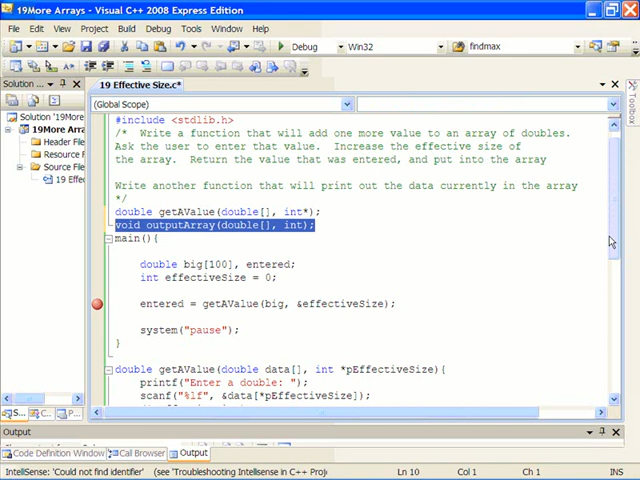 19More Arrays - Visual C++ 2008 Express Edition
File Edit View Project Build Debug Tools Window Help
Debug Win32 findmax
Solution ... 19 Effective Size.c*
(Global Scope)
Solution '19More
19More Arra
Header File
Resource F
Source File
19 Effe
#include <stdlib.h>
/* Write a function that will add one more value to an array of doubles.
Ask the user to enter that value. Increase the effective size of
the array. Return the value that was entered, and put into the array
Write another function that will print out the data currently in the array
*/
double getAValue(double[], int*);
void outputArray(double[], int);
main(){
double big[100], entered;
int effectiveSize = 0;
entered = getAValue(big, &effectiveSize);
system("pause");
}
double getAValue(double data[], int *pEffectiveSize){
printf("Enter a double: ");
scanf("%lf", &data[*pEffectiveSize]);
Toolbox
S... C... P...
Output
Code Definition Window Call Browser Output
IntelliSense: 'Could not find identifier' (see 'Troubleshooting Intellisense in C++ Proj Ln 10 Col 1 Ch 1 INS